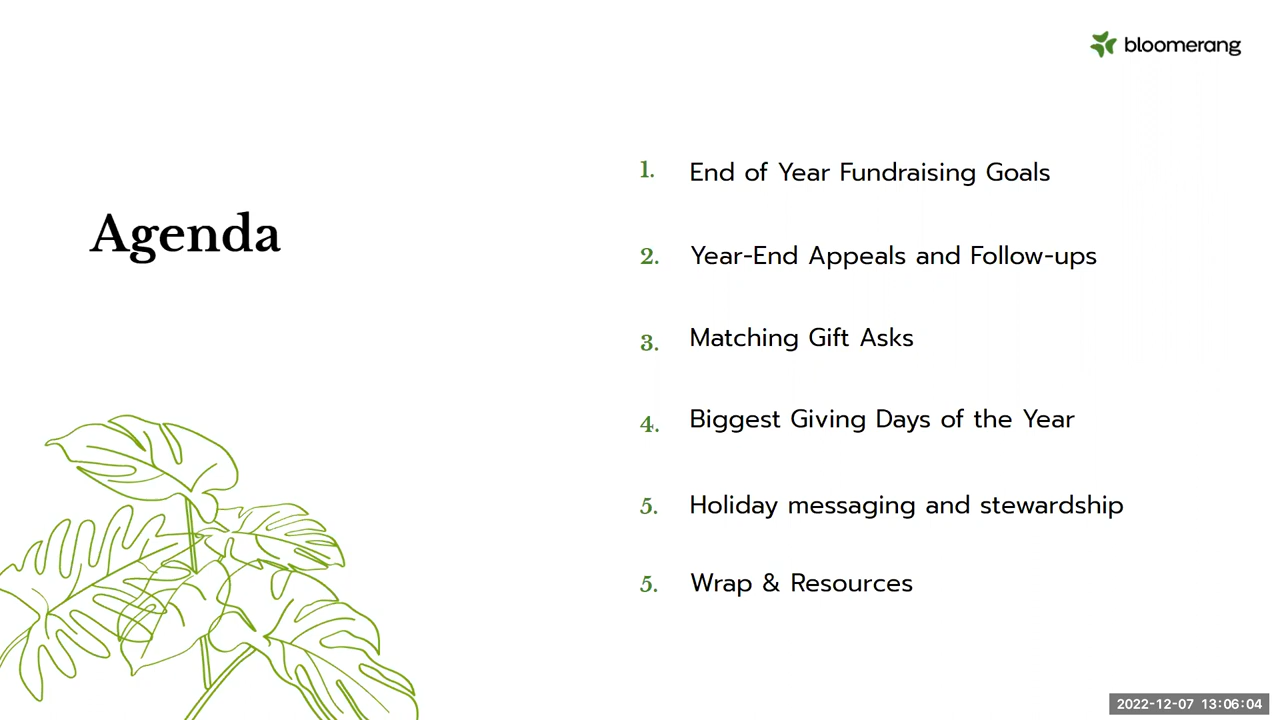 bloomerang
Agenda
1. End of Year Fundraising Goals
2. Year-End Appeals and Follow-ups
3. Matching Gift Asks
4. Biggest Giving Days of the Year
5. Holiday messaging and stewardship
5. Wrap & Resources
2022-12-07 13:06:04